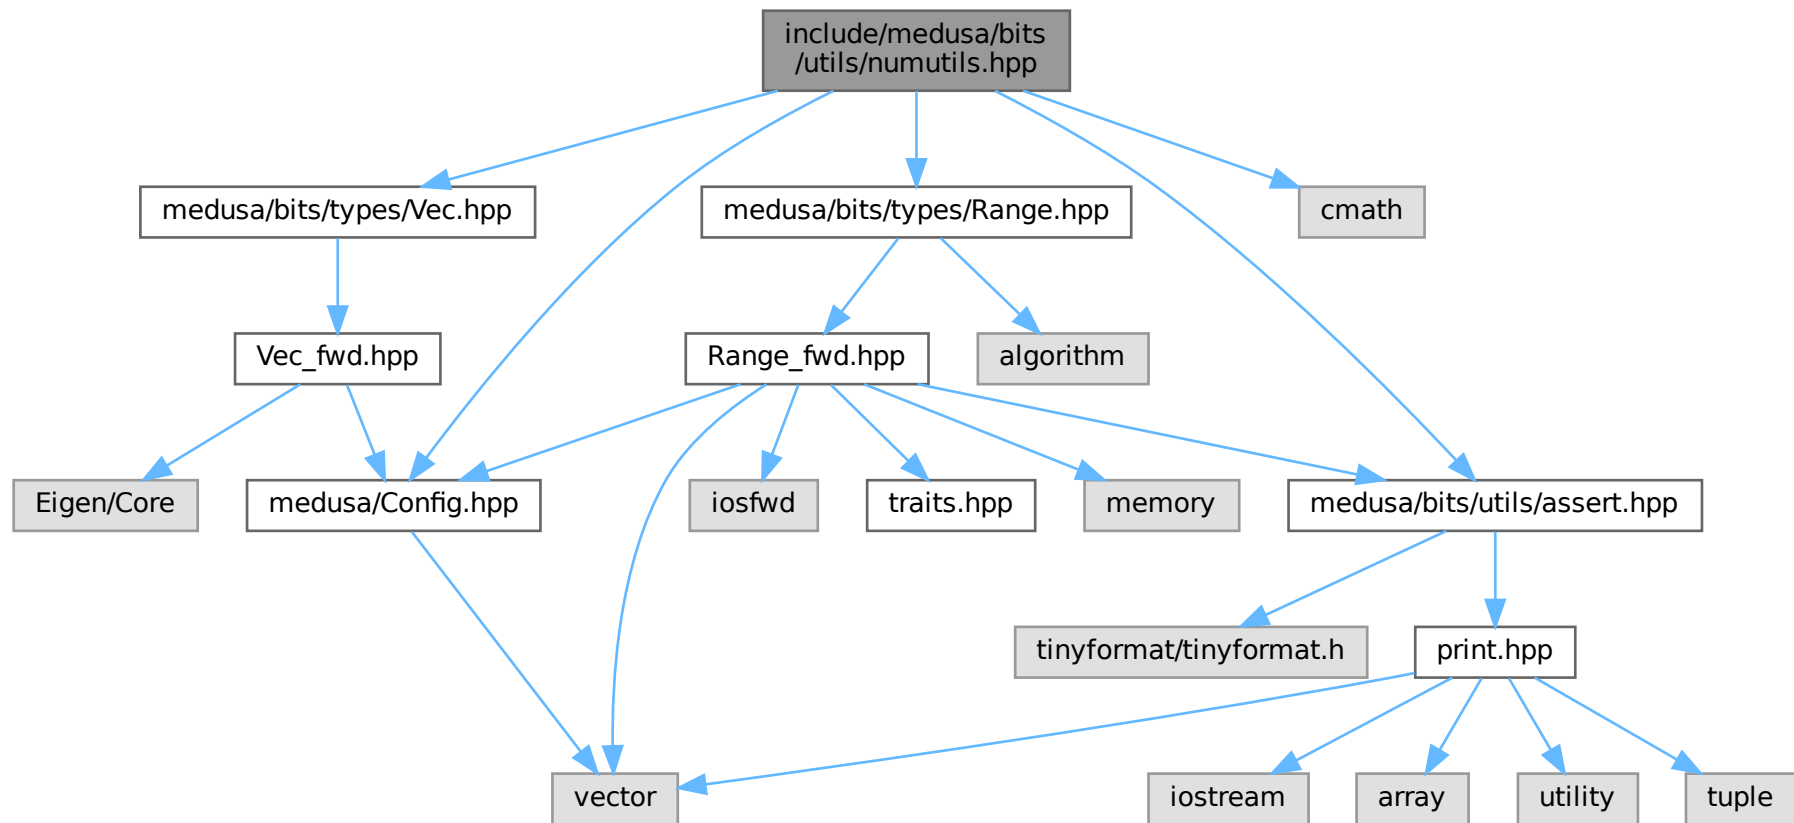 include/medusa/bits
/utils/numutils.hpp
medusa/bits/types/Vec.hpp
medusa/bits/types/Range.hpp
cmath
Vec_fwd.hpp
Range_fwd.hpp
algorithm
Eigen/Core
medusa/Config.hpp
iosfwd
traits.hpp
memory
medusa/bits/utils/assert.hpp
tinyformat/tinyformat.h
print.hpp
vector
iostream
array
utility
tuple